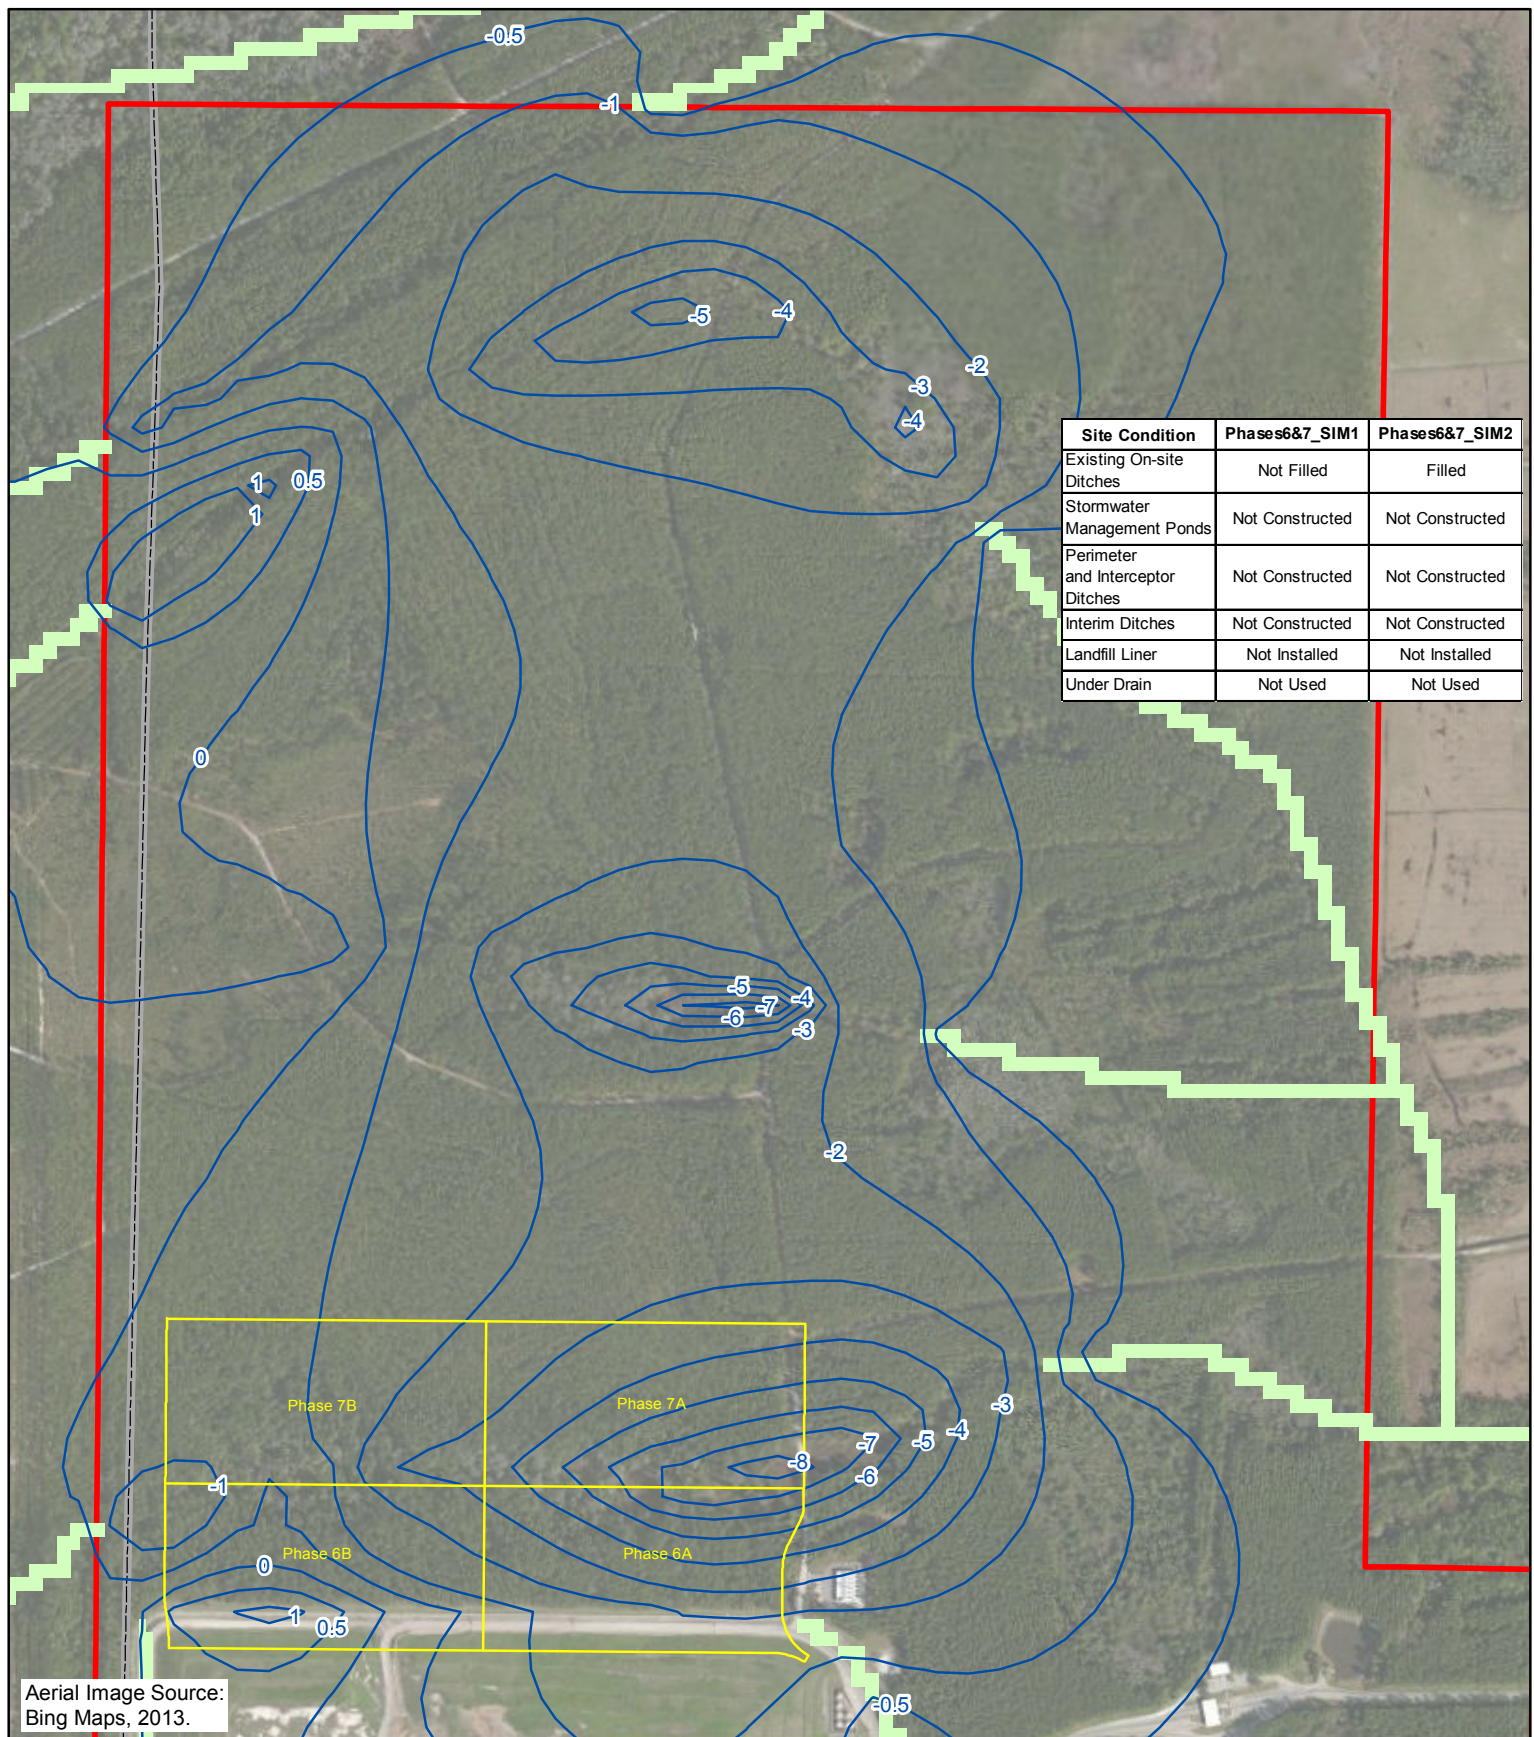 -0.5
-1
-4
-5
-2
-3
-4
Site Condition Phases6&7_SIM1 Phases6&7_SIM2
Existing On-site
Ditches Not Filled Filled
Stormwater
Management Ponds Not Constructed Not Constructed
Perimeter
and Interceptor
Ditches Not Constructed Not Constructed
Interim Ditches Not Constructed Not Constructed
Landfill Liner Not Installed Not Installed
Under Drain Not Used Not Used
1
0.5
1
0
-5
-4
-7
-6
-3
-2
Phase 7B
Phase 7A
-3
-4
-5
-7
-8
-6
-1
Phase 6B
Phase 6A
0
1
0.5
Aerial Image Source:
Bing Maps, 2013.
-0.5